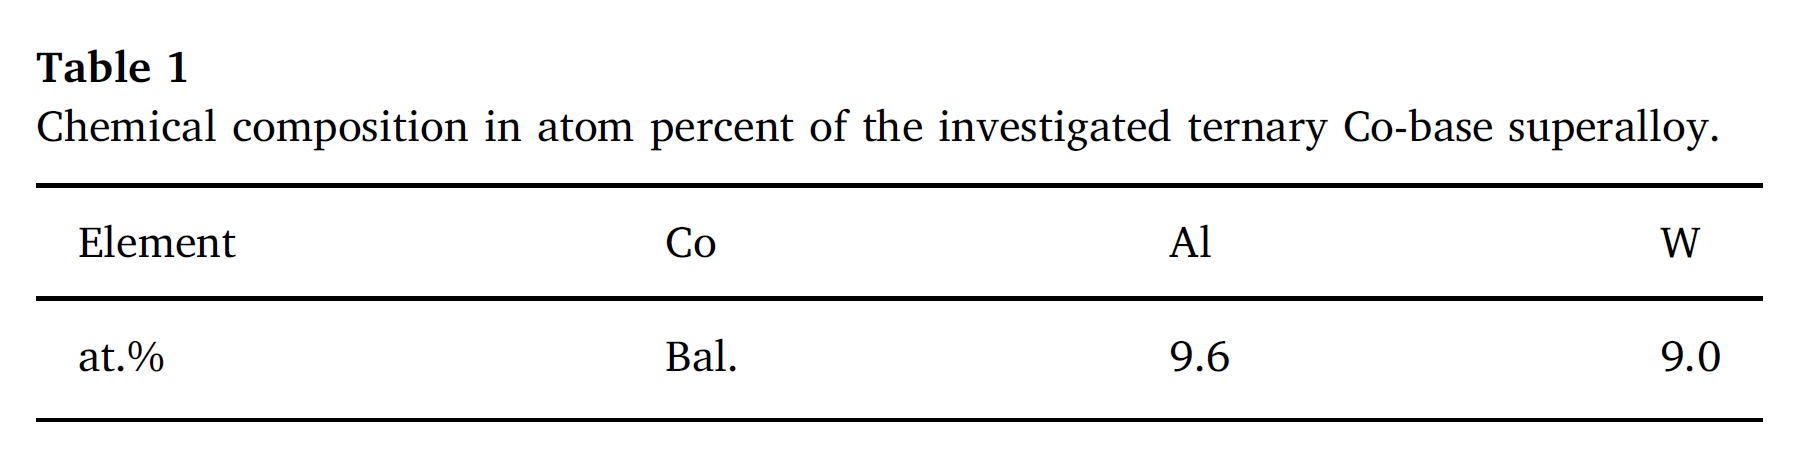 Table 1
Chemical composition in atom percent of the investigated ternary Co-base superalloy.
Element Co Al W
at.% Bal. 9.6 9.0